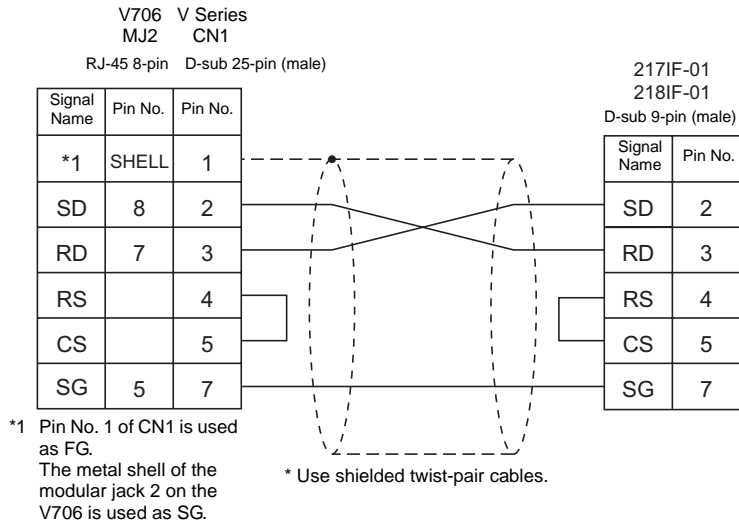 V706 V Series
MJ2 CN1
RJ-45 8-pin D-sub 25-pin (male)
217IF-01
218IF-01
D-sub 9-pin (male)
Signal Name Pin No. Pin No.
Signal Name Pin No.
*1 SHELL 1
SD 8 2 SD 2
RD 7 3 RD 3
RS 4 RS 4
CS 5 CS 5
SG 5 7 SG 7
*1 Pin No. 1 of CN1 is used
as FG.
The metal shell of the
modular jack 2 on the
V706 is used as SG.
* Use shielded twist-pair cables.